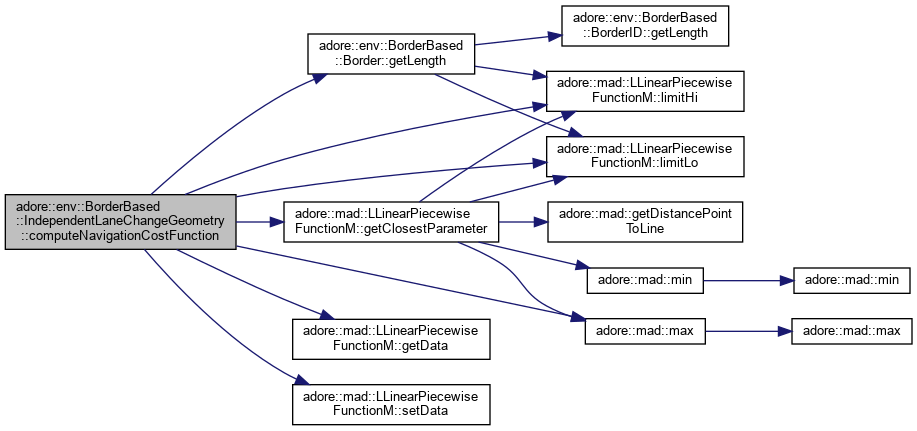 adore::env::BorderBased
::IndependentLaneChangeGeometry
::computeNavigationCostFunction
adore::env::BorderBased
::Border::getLength
adore::env::BorderBased
::BorderID::getLength
adore::mad::LLinearPiecewise
FunctionM::limitHi
adore::mad::LLinearPiecewise
FunctionM::limitLo
adore::mad::LLinearPiecewise
FunctionM::getClosestParameter
adore::mad::getDistancePoint
ToLine
adore::mad::min
adore::mad::min
adore::mad::max
adore::mad::max
adore::mad::LLinearPiecewise
FunctionM::getData
adore::mad::LLinearPiecewise
FunctionM::setData